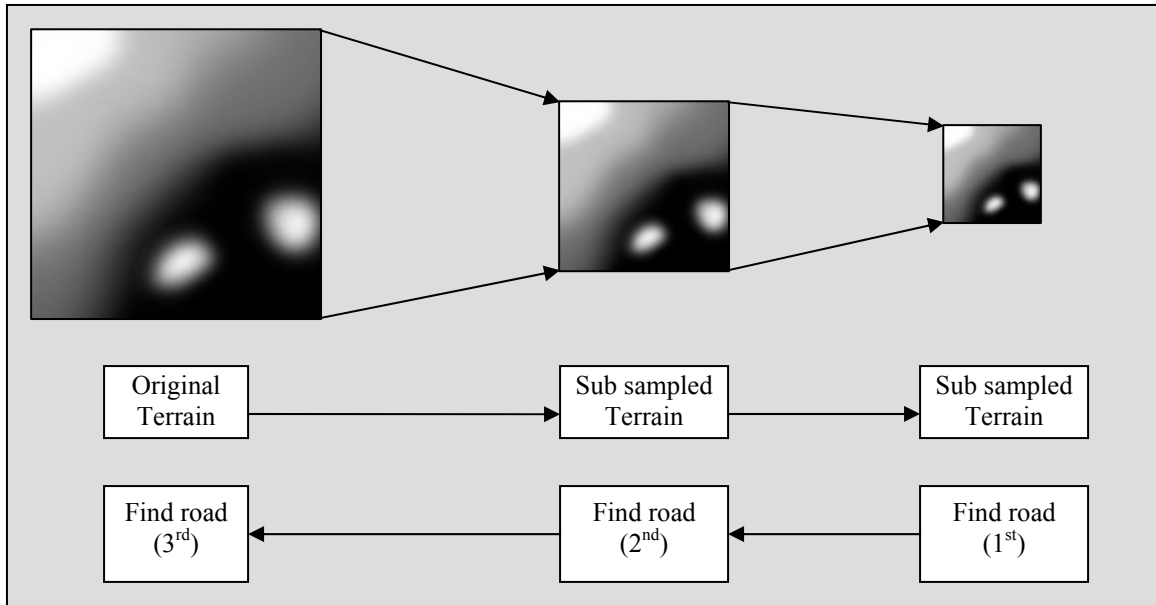 Original
Terrain
Sub sampled
Terrain
Sub sampled
Terrain
Find road
(3rd)
Find road
(2nd)
Find road
(1st)